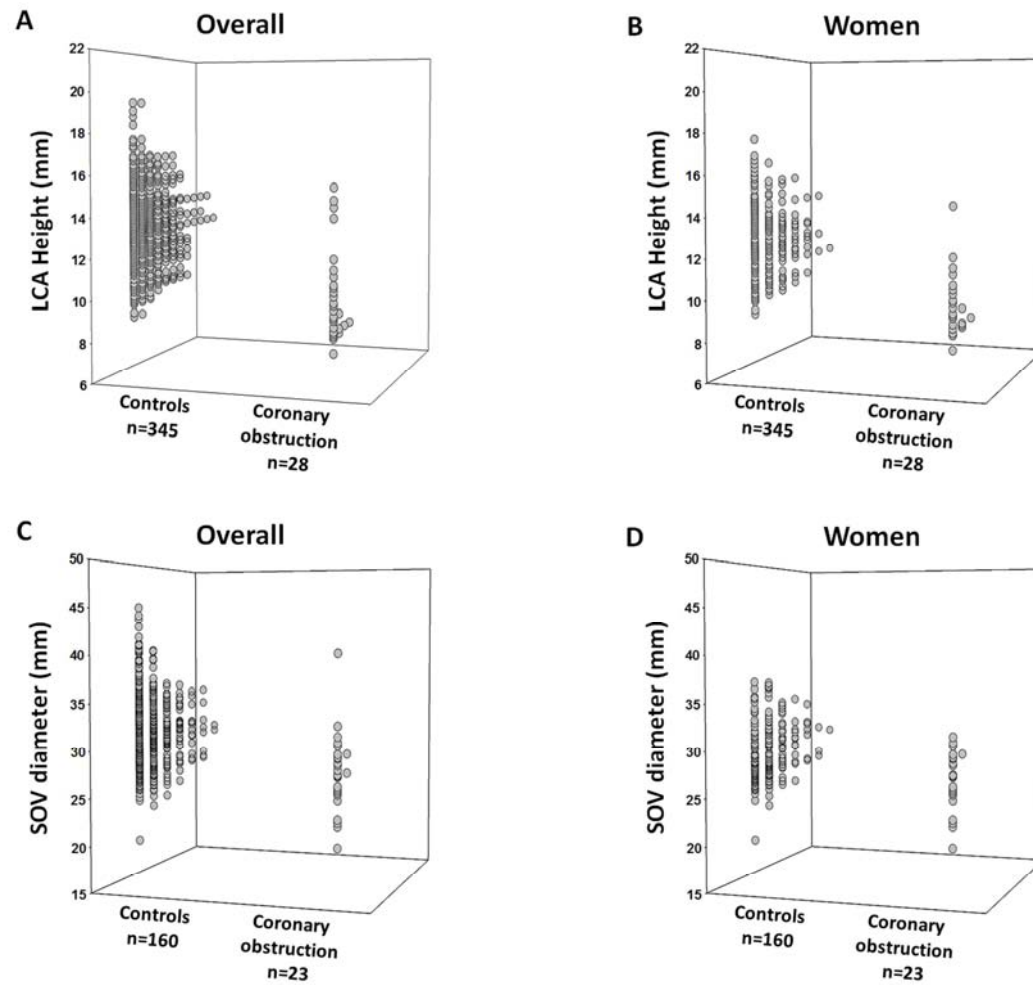 A
Overall
LCA Height (mm)
22
20
18
16
14
12
10
8
6
Controls
n=345
Coronary
obstruction
n=28
B
Women
LCA Height (mm)
22
20
18
16
14
12
10
8
6
Controls
n=345
Coronary
obstruction
n=28
C
Overall
SOV diameter (mm)
50
45
40
35
30
25
20
15
Controls
n=160
Coronary
obstruction
n=23
D
Women
SOV diameter (mm)
50
45
40
35
30
25
20
15
Controls
n=160
Coronary
obstruction
n=23